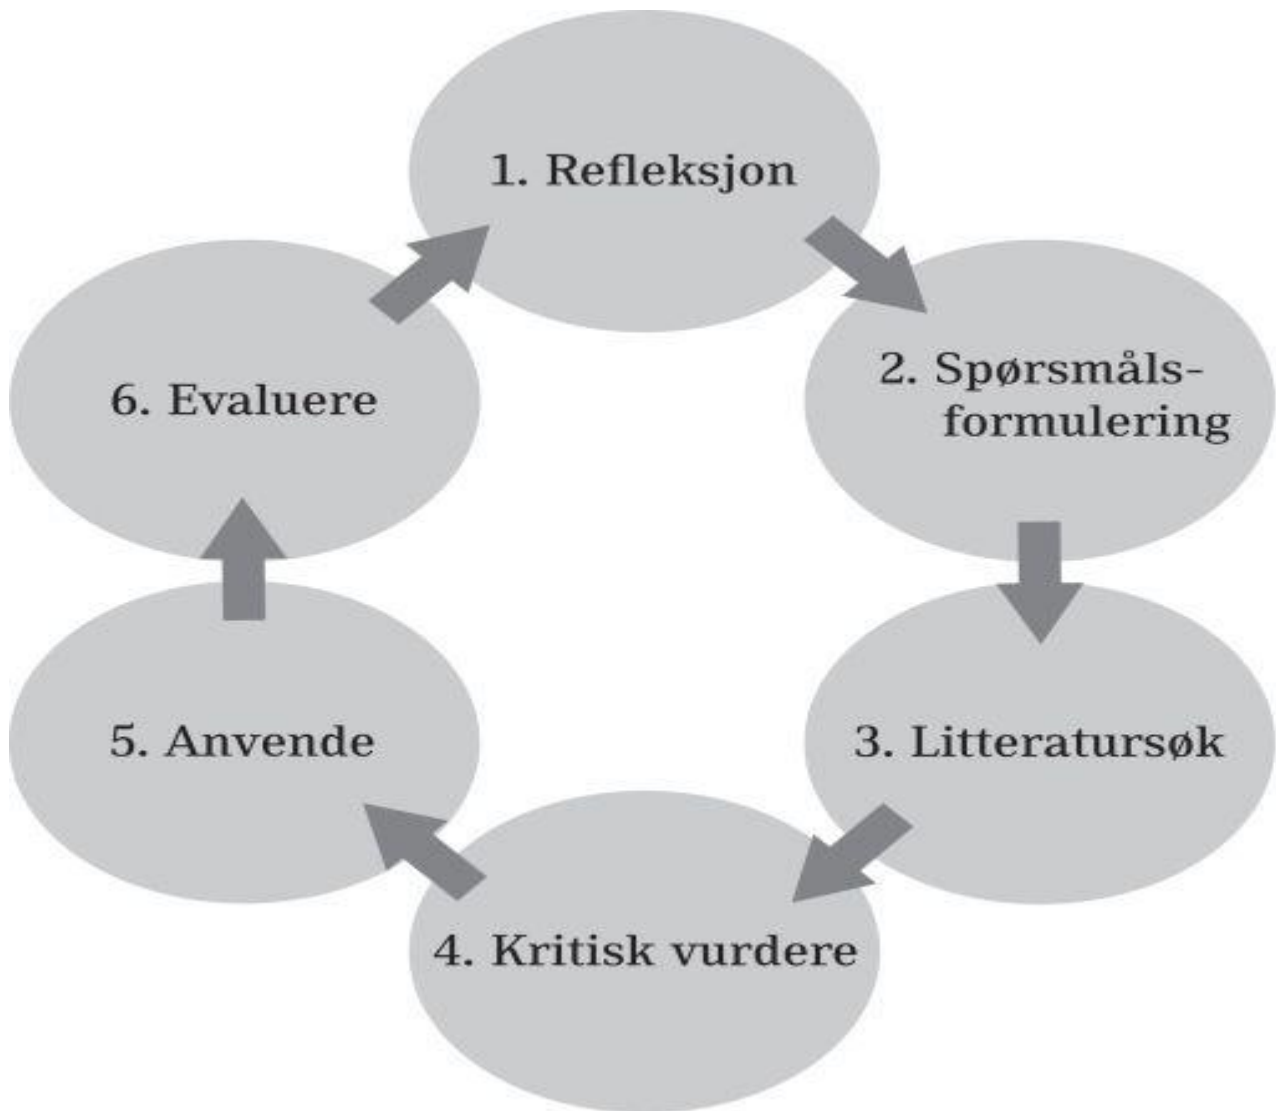 1. Refleksjon
2. Spørsmåls-
formulering
3. Litteratursøk
4. Kritisk vurdere
5. Anvende
6. Evaluere